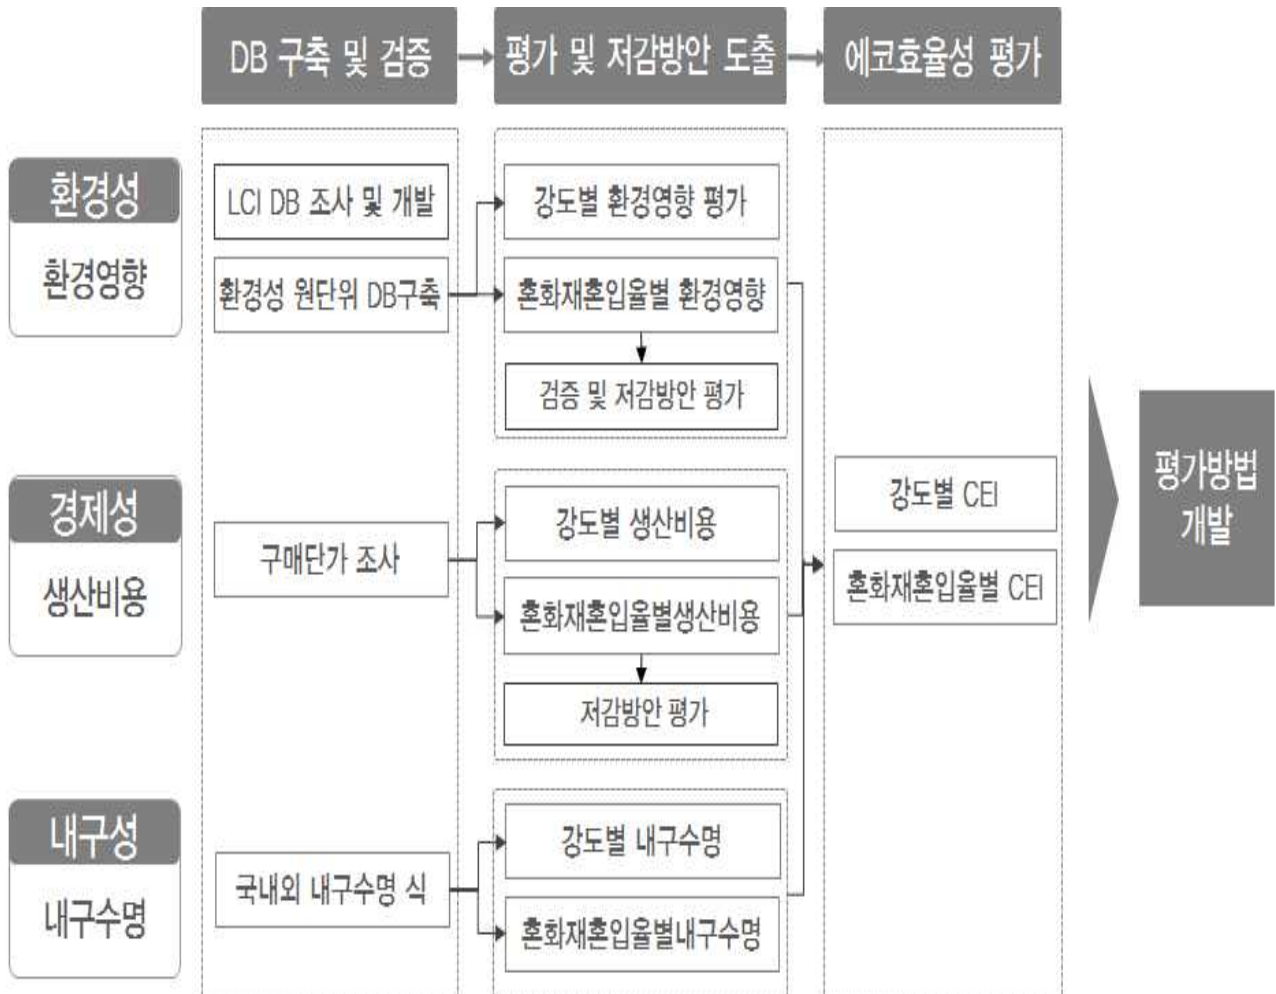 DB 구축 및 검증
평가 및 저감방안 도출
에코효율성 평가
환경성
환경영향
LCI DB 조사 및 개발
환경성 원단위 DB구축
강도별 환경영향 평가
혼화재혼입율별 환경영향
검증 및 저감방안 평가
경제성
생산비용
구매단가 조사
강도별 생산비용
혼화재혼입율별생산비용
저감방안 평가
내구성
내구수명
국내외 내구수명 식
강도별 내구수명
혼화재혼입율별내구수명
강도별 CEI
혼화재혼입율별 CEI
평가방법
개발